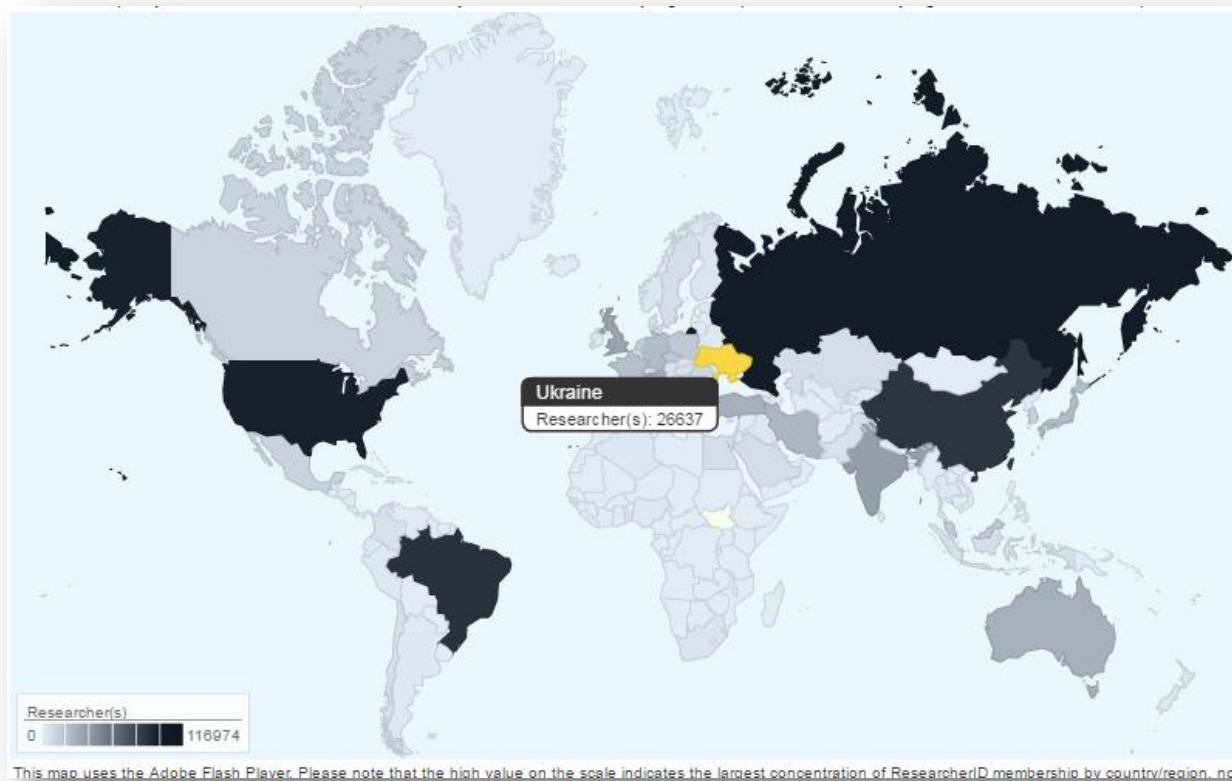 Ukraine
Researcher(s): 26637
Researcher(s)
0 116974
This map uses the Adobe Flash Player. Please note that the high value on the scale indicates the largest concentration of ResearcherID membership by country/region,